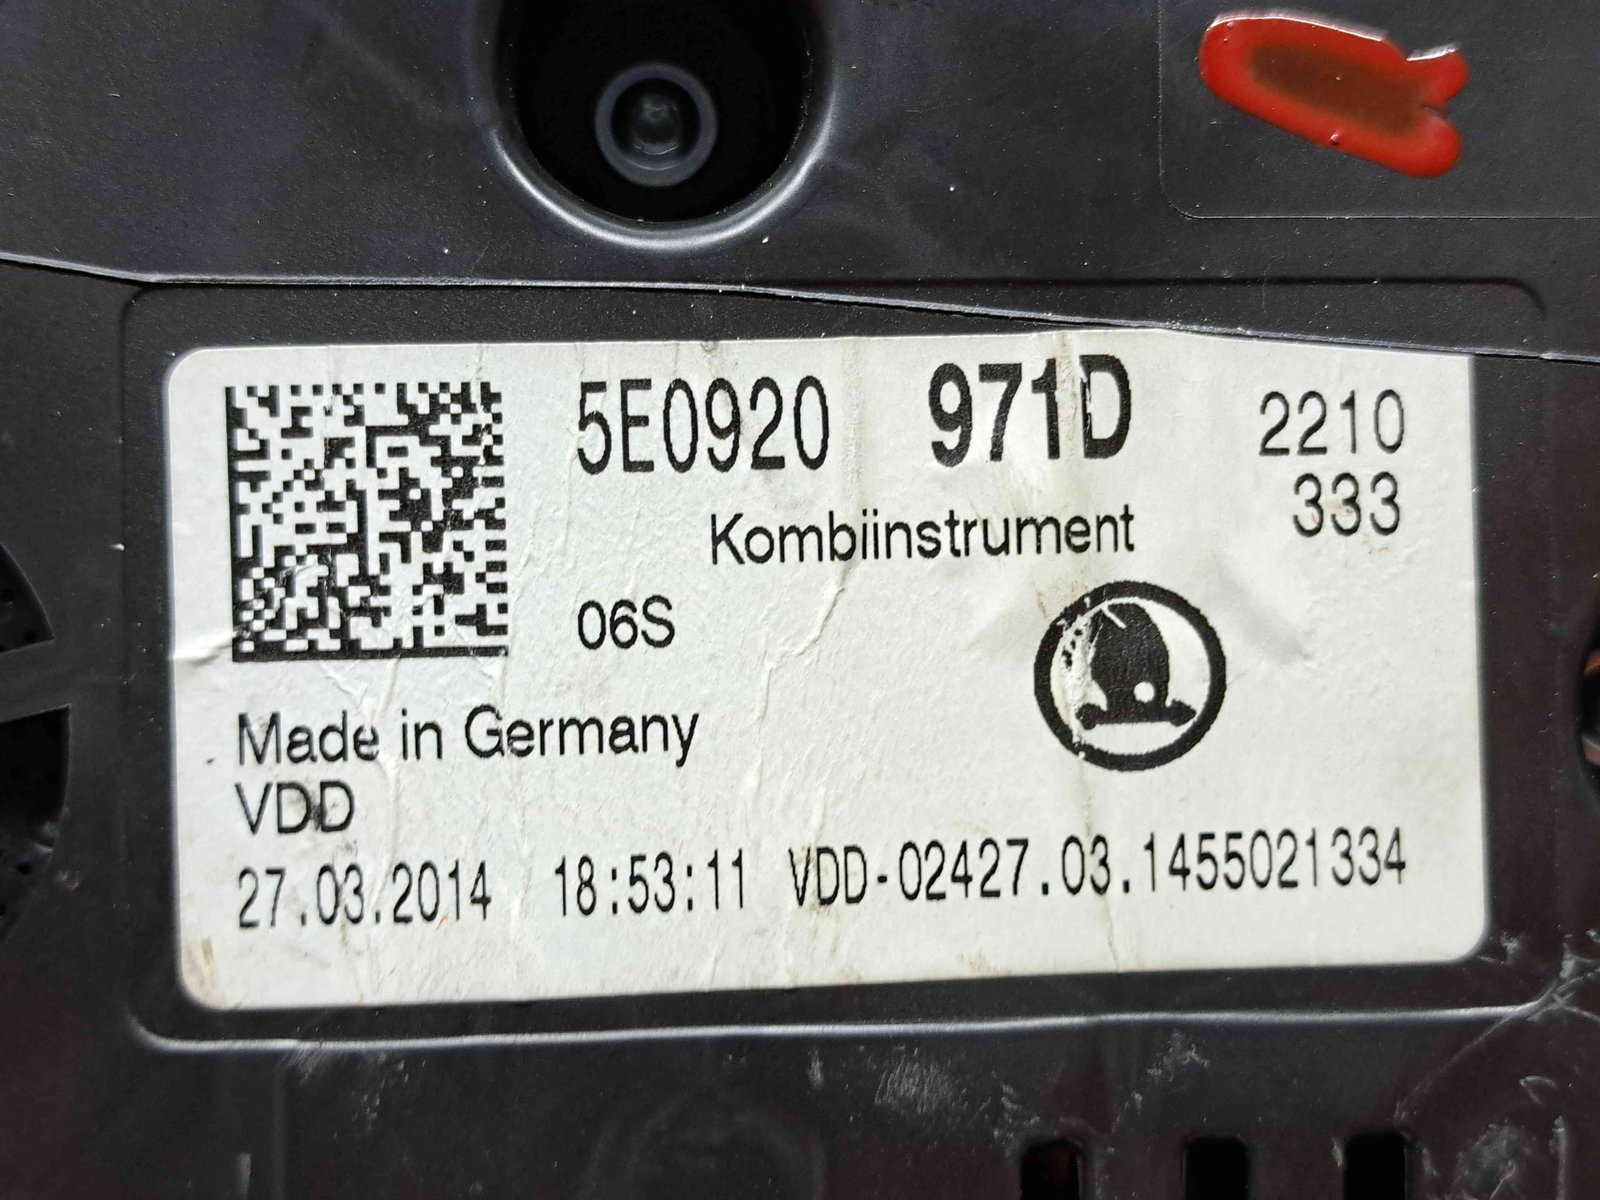 5E0920 971D 2210
333
Kombiinstrument
06S
Made in Germany
VDD
27.03.2014 18:53:11 VDD-02427.03.1455021334